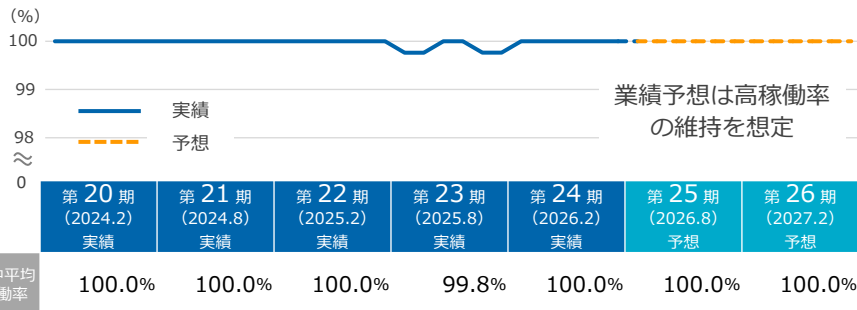 (%)
100
99
98
0
実績
予想
業績予想は高稼働率
の維持を想定
第 20 期 第 21 期 第 22 期 第 23 期 第 24 期 第 25 期 第 26 期
(2024.2) (2024.8) (2025.2) (2025.8) (2026.2) (2026.8) (2027.2)
実績 実績 実績 実績 実績 予想 予想
平均
働率
100.0% 100.0% 100.0% 99.8% 100.0% 100.0% 100.0%